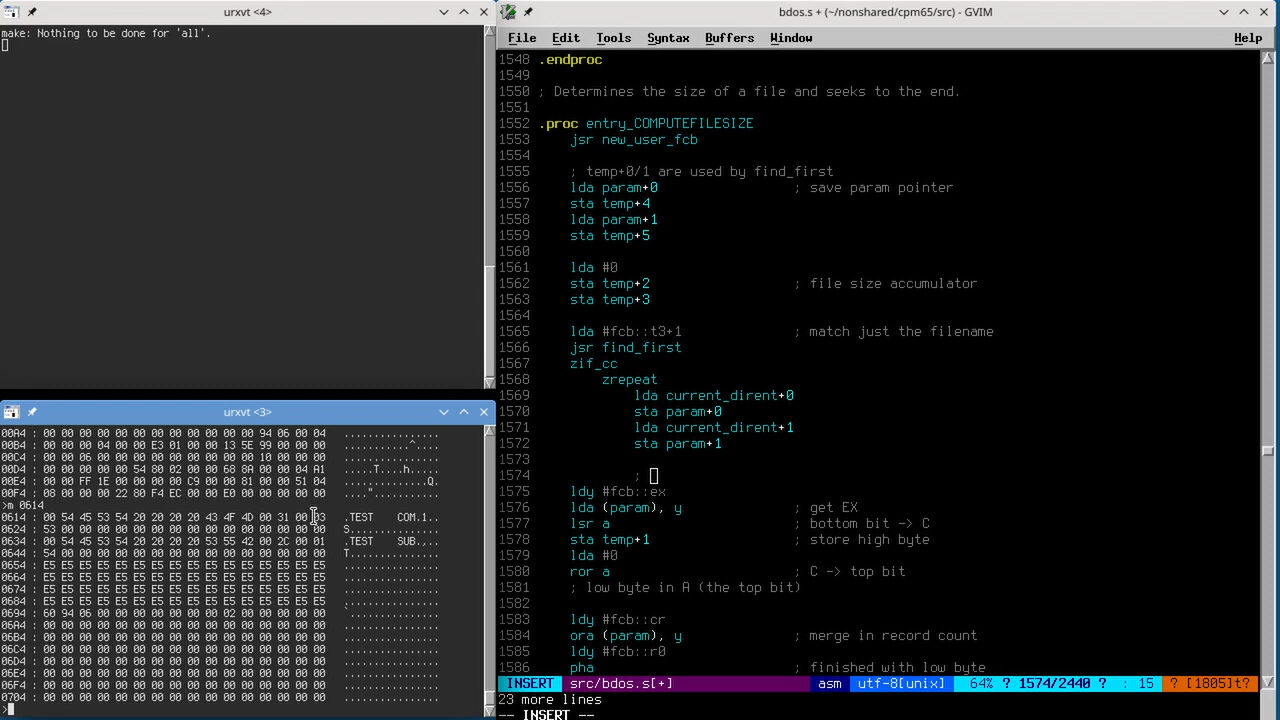 urxvt <4>
make: Nothing to be done for 'all'.
urxvt <3>
00A4 : 00 00 00 00 00 00 00 00 00 00 00 00 94 06 00 04 ................
00B4 : 00 00 00 04 00 E3 01 00 00 13 5E 99 00 00 00 00 ..........^.....
00C4 : 00 00 06 00 00 00 00 00 00 00 00 10 00 00 00 00 ................
00D4 : 00 00 00 00 00 54 80 02 00 00 68 8A 00 00 04 A1 .....T....h.....
00E4 : 00 00 FF 1E 00 00 00 00 C9 00 00 81 00 00 51 04 ..............Q.
00F4 : 08 00 00 00 22 80 F4 EC 00 00 E0 00 00 00 00 00 ...."...........
>m 0614
0614 : 00 54 45 53 54 20 20 20 20 43 4F 4D 00 31 00 03 .TEST    COM.1..
0624 : 53 00 00 00 00 00 00 00 00 00 00 00 00 00 00 00 S...............
0634 : 00 54 45 53 54 20 20 20 20 53 55 42 00 2C 00 01 .TEST    SUB.,..
0644 : 54 00 00 00 00 00 00 00 00 00 00 00 00 00 00 00 T...............
0654 : E5 E5 E5 E5 E5 E5 E5 E5 E5 E5 E5 E5 E5 E5 E5 E5 ................
0664 : E5 E5 E5 E5 E5 E5 E5 E5 E5 E5 E5 E5 E5 E5 E5 E5 ................
0674 : E5 E5 E5 E5 E5 E5 E5 E5 E5 E5 E5 E5 E5 E5 E5 E5 ................
0684 : E5 E5 E5 E5 E5 E5 E5 E5 E5 E5 E5 E5 E5 E5 E5 E5 ................
0694 : 60 94 06 00 00 00 00 00 00 00 02 00 00 00 00 00 `...............
06A4 : 00 00 00 00 00 00 00 00 00 00 00 00 00 00 00 00 ................
06B4 : 00 00 00 00 00 00 00 00 00 00 00 00 00 00 00 00 ................
06C4 : 00 00 00 00 00 00 00 00 00 00 00 00 00 00 00 00 ................
06D4 : 00 00 00 00 00 00 00 00 00 00 00 00 00 00 00 00 ................
06E4 : 00 00 00 00 00 00 00 00 00 00 00 00 00 00 00 00 ................
06F4 : 00 00 00 00 00 00 00 00 00 00 00 00 00 00 00 00 ................
0704 : 00 00 00 00 00 00 00 00 00 00 00 00 00 00 00 00 ................
>
bdos.s + (~/nonshared/cpm65/src) - GVIM
File Edit Tools Syntax Buffers Window Help
1548 .endproc
1549
1550 ; Determines the size of a file and seeks to the end.
1551
1552 .proc entry_COMPUTEFILESIZE
1553     jsr new_user_fcb
1554
1555     ; temp+0/1 are used by find_first
1556     lda param+0                 ; save param pointer
1557     sta temp+4
1558     lda param+1
1559     sta temp+5
1560
1561     lda #0
1562     sta temp+2                  ; file size accumulator
1563     sta temp+3
1564
1565     lda #fcb::t3+1              ; match just the filename
1566     jsr find_first
1567     zif_cc
1568         zrepeat
1569             lda current_dirent+0
1570             sta param+0
1571             lda current_dirent+1
1572             sta param+1
1573
1574             ;
1575     ldy #fcb::ex
1576     lda (param), y              ; get EX
1577     lsr a                       ; bottom bit -> C
1578     sta temp+1                  ; store high byte
1579     lda #0
1580     ror a                       ; C -> top bit
1581     ; low byte in A (the top bit)
1582
1583     ldy #fcb::cr
1584     ora (param), y              ; merge in record count
1585     ldy #fcb::r0
1586     pha                         ; finished with low byte
INSERT src/bdos.s[+] asm utf-8[unix] 64% ? 1574/2440 ? : 15 ? [1805]t?
23 more lines
-- INSERT --